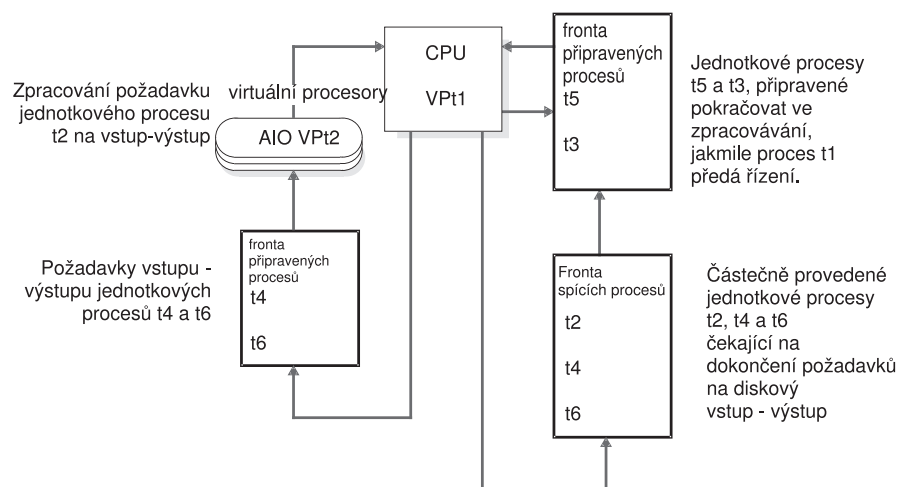 Zpracování požadavku
jednotkového procesu
t2 na vstup-výstup
virtuální procesory
AIO VPt2
CPU
VPt1
fronta
připravených
procesů
t5
t3
Jednotkové procesy
t5 a t3, připravené
pokračovat ve
zpracovávání,
jakmile proces t1
předá řízení.
Požadavky vstupu -
výstupu jednotkových
procesů t4 a t6
fronta
připravených
procesů
t4
t6
Fronta
spících procesů
t2
t4
t6
Částečně provedené
jednotkové procesy
t2, t4 a t6
čekající na
dokončení požadavků
na diskový
vstup - výstup